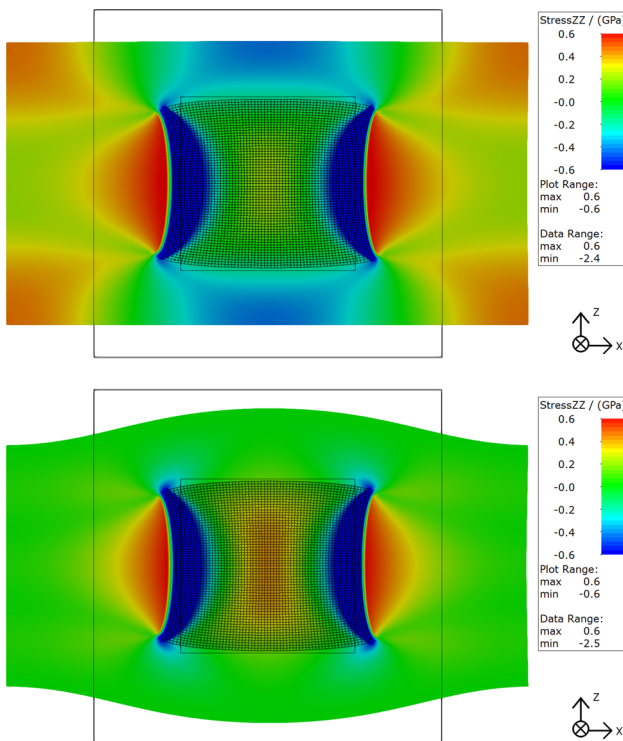 StressZZ / (GPa)
0.6
0.4
0.2
-0.0
-0.2
-0.4
-0.6
Plot Range:
max 0.6
min -0.6
Data Range:
max 0.6
min -2.4
Z
X
StressZZ / (GPa)
0.6
0.4
0.2
-0.0
-0.2
-0.4
-0.6
Plot Range:
max 0.6
min -0.6
Data Range:
max 0.6
min -2.5
Z
X